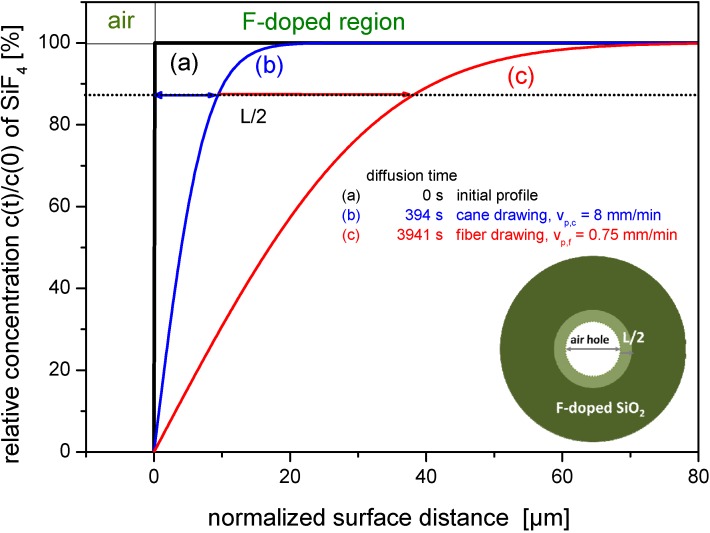 air
F-doped region
relative concentration c(t)/c(0) of SiF4 [%]
100
80
60
40
20
0
(a)
(b)
(c)
L/2
diffusion time
(a) 0 s initial profile
(b) 394 s cane drawing, vp,c = 8 mm/min
(c) 3941 s fiber drawing, vp,f = 0.75 mm/min
air hole
L/2
F-doped SiO2
0 20 40 60 80
normalized surface distance [µm]